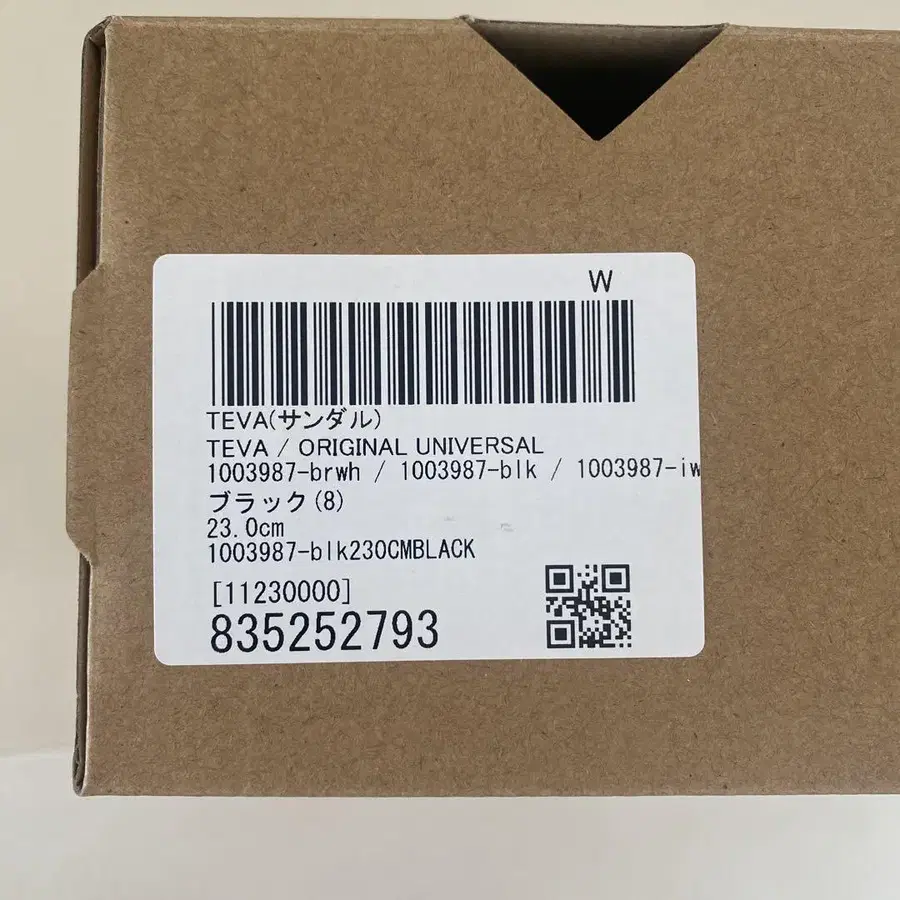 W
TEVA(サンダル)
TEVA / ORIGINAL UNIVERSAL
1003987-brwh / 1003987-blk / 1003987-iw
ブラック(8)
23.0cm
1003987-blk230CMBLACK
[11230000]
835252793